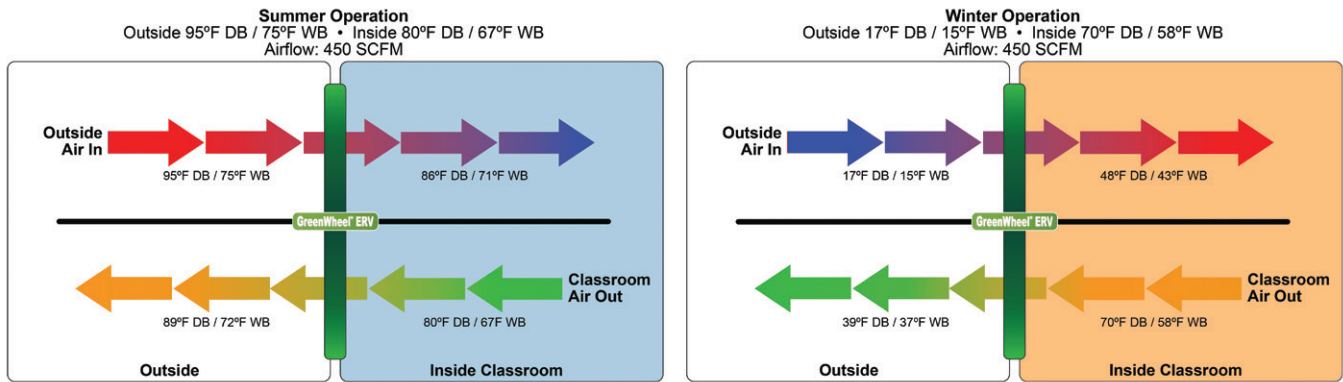 Summer Operation
Outside 95ºF DB / 75ºF WB • Inside 80ºF DB / 67ºF WB
Airflow: 450 SCFM
Outside
Air In
95ºF DB / 75ºF WB
86ºF DB / 71ºF WB
GreenWheel® ERV
Classroom
Air Out
89ºF DB / 72ºF WB
80ºF DB / 67F WB
Outside
Inside Classroom
Winter Operation
Outside 17ºF DB / 15ºF WB • Inside 70ºF DB / 58ºF WB
Airflow: 450 SCFM
Outside
Air In
17ºF DB / 15ºF WB
48ºF DB / 43ºF WB
GreenWheel® ERV
Classroom
Air Out
39ºF DB / 37ºF WB
70ºF DB / 58ºF WB
Outside
Inside Classroom